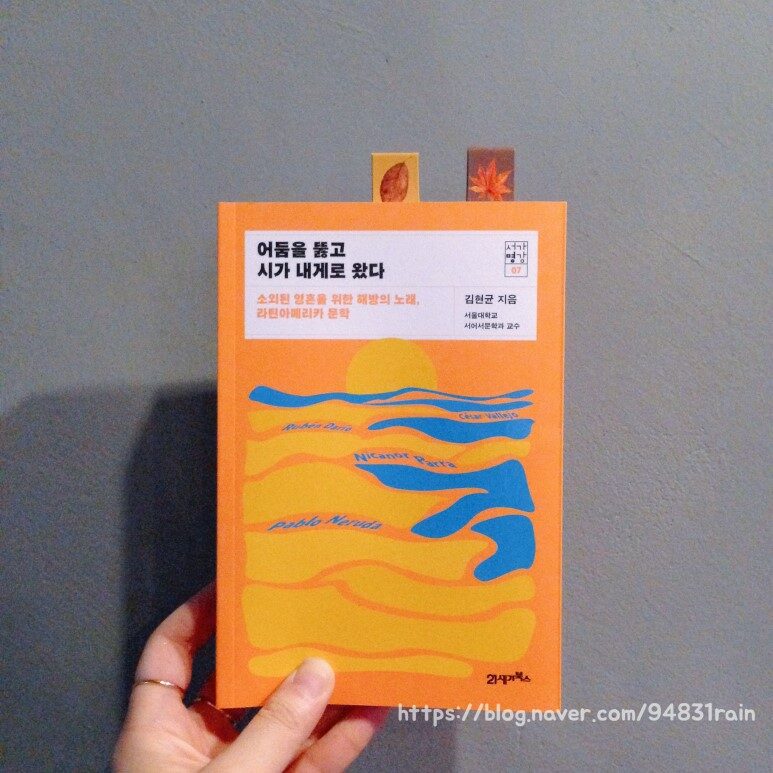 어둠을 뚫고
시가 내게로 왔다
서가
명강
07
소외된 영혼을 위한 해방의 노래,
라틴아메리카 문학
김현균 지음
서울대학교
서어서문학과 교수
César Vallejo
Rubén Darío
Nicanor Parra
Pablo Neruda
21세기북스
https://blog.naver.com/94831rain